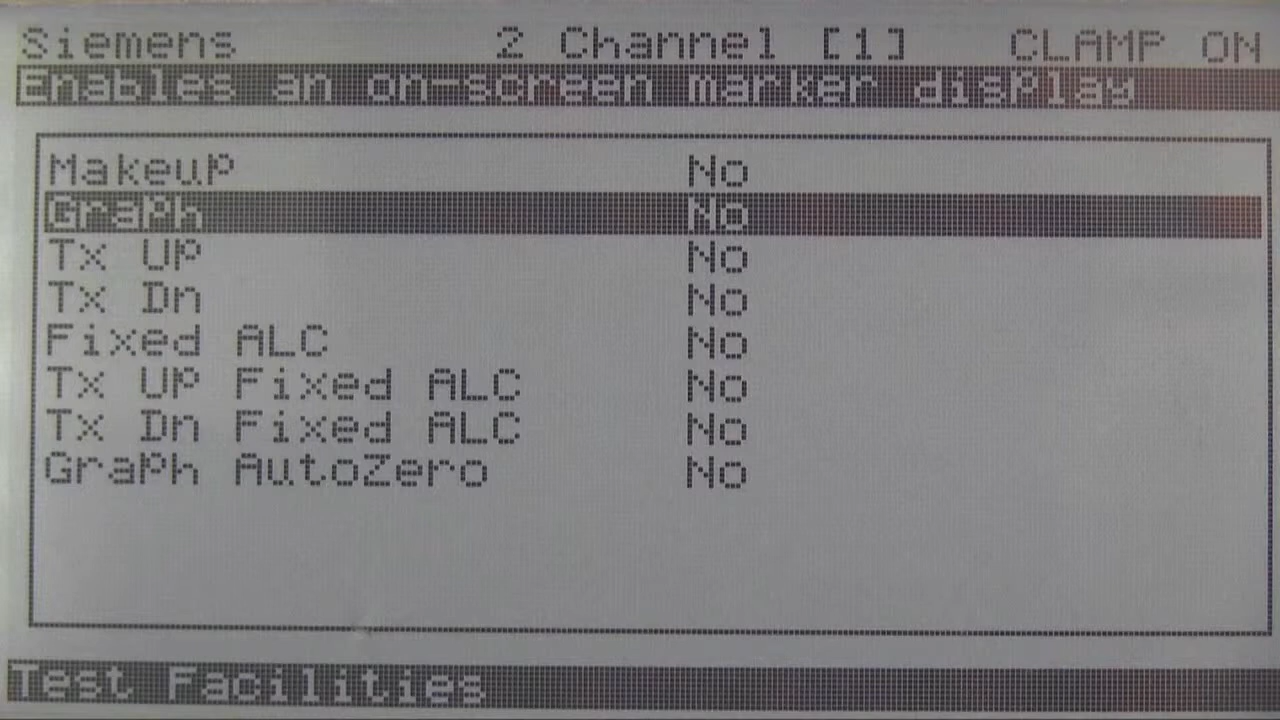 Siemens 2 Channel [1] CLAMP ON
Enables an on-screen marker display
Makeup No
Graph No
Tx Up No
Tx Dn No
Fixed ALC No
Tx Up Fixed ALC No
Tx Dn Fixed ALC No
Graph AutoZero No
Test Facilities